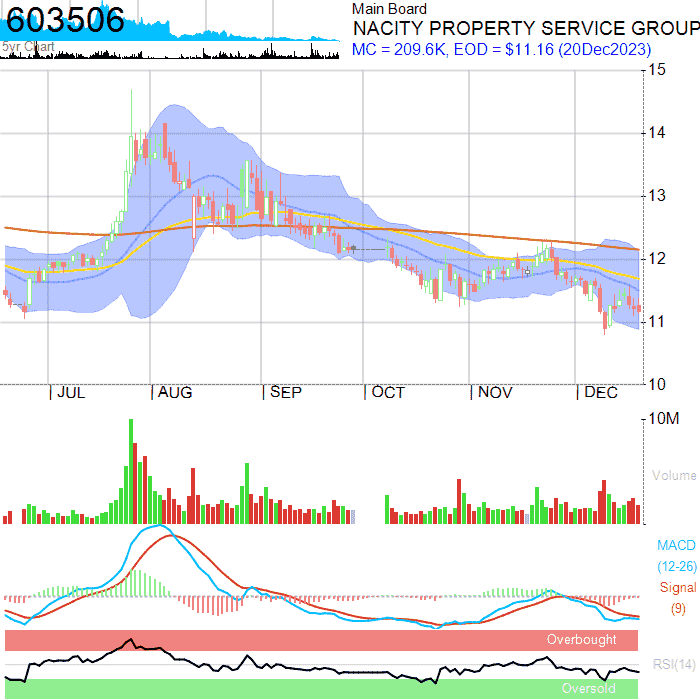 603506
5yr Chart
Main Board
NACITY PROPERTY SERVICE GROUP
MC = 209.6K, EOD = $11.16 (20Dec2023)
15
14
13
12
11
10
JUL AUG SEP OCT NOV DEC
10M
Volume
MACD
(12-26)
Signal
(9)
Overbought
RSI(14)
Oversold